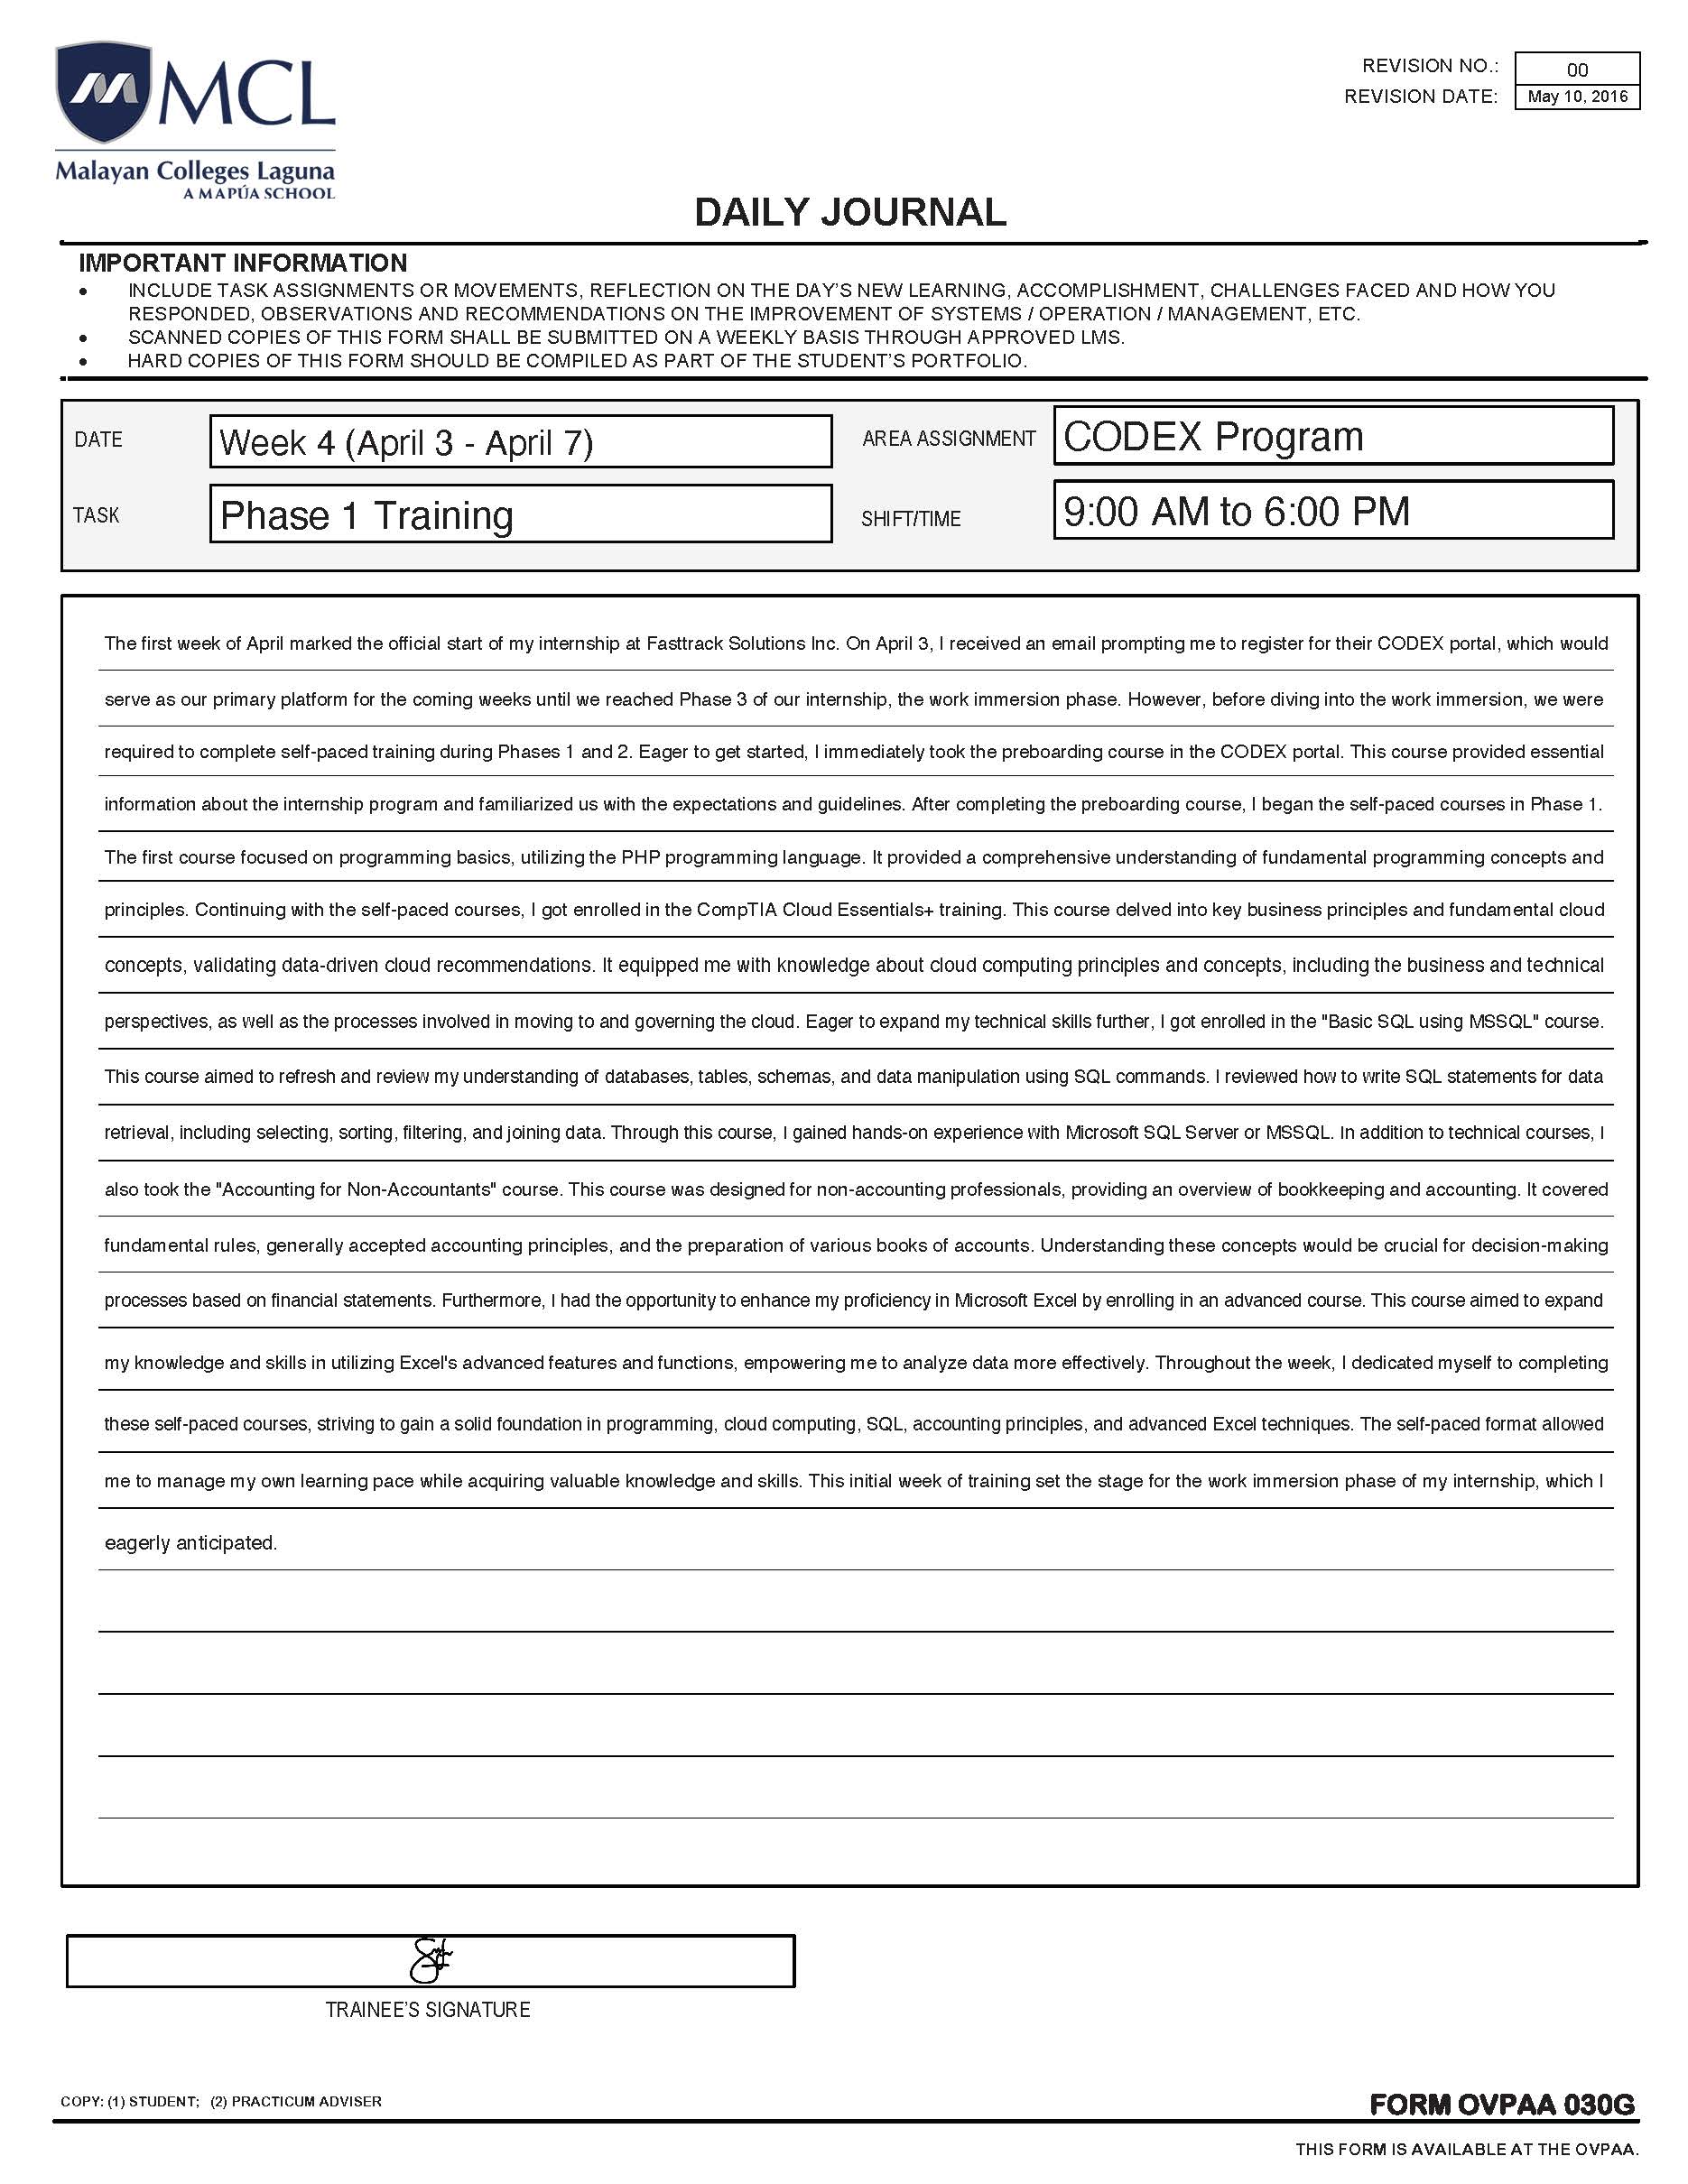 MCL
Malayan Colleges Laguna
A MAPÚA SCHOOL
REVISION NO.: 00
REVISION DATE: May 10, 2016
DAILY JOURNAL
IMPORTANT INFORMATION
• INCLUDE TASK ASSIGNMENTS OR MOVEMENTS, REFLECTION ON THE DAY'S NEW LEARNING, ACCOMPLISHMENT, CHALLENGES FACED AND HOW YOU
RESPONDED, OBSERVATIONS AND RECOMMENDATIONS ON THE IMPROVEMENT OF SYSTEMS / OPERATION / MANAGEMENT, ETC.
• SCANNED COPIES OF THIS FORM SHALL BE SUBMITTED ON A WEEKLY BASIS THROUGH APPROVED LMS.
• HARD COPIES OF THIS FORM SHOULD BE COMPILED AS PART OF THE STUDENT'S PORTFOLIO.
DATE Week 4 (April 3 - April 7) AREA ASSIGNMENT CODEX Program
TASK Phase 1 Training SHIFT/TIME 9:00 AM to 6:00 PM
The first week of April marked the official start of my internship at Fasttrack Solutions Inc. On April 3, I received an email prompting me to register for their CODEX portal, which would
serve as our primary platform for the coming weeks until we reached Phase 3 of our internship, the work immersion phase. However, before diving into the work immersion, we were
required to complete self-paced training during Phases 1 and 2. Eager to get started, I immediately took the preboarding course in the CODEX portal. This course provided essential
information about the internship program and familiarized us with the expectations and guidelines. After completing the preboarding course, I began the self-paced courses in Phase 1.
The first course focused on programming basics, utilizing the PHP programming language. It provided a comprehensive understanding of fundamental programming concepts and
principles. Continuing with the self-paced courses, I got enrolled in the CompTIA Cloud Essentials+ training. This course delved into key business principles and fundamental cloud
concepts, validating data-driven cloud recommendations. It equipped me with knowledge about cloud computing principles and concepts, including the business and technical
perspectives, as well as the processes involved in moving to and governing the cloud. Eager to expand my technical skills further, I got enrolled in the "Basic SQL using MSSQL" course.
This course aimed to refresh and review my understanding of databases, tables, schemas, and data manipulation using SQL commands. I reviewed how to write SQL statements for data
retrieval, including selecting, sorting, filtering, and joining data. Through this course, I gained hands-on experience with Microsoft SQL Server or MSSQL. In addition to technical courses, I
also took the "Accounting for Non-Accountants" course. This course was designed for non-accounting professionals, providing an overview of bookkeeping and accounting. It covered
fundamental rules, generally accepted accounting principles, and the preparation of various books of accounts. Understanding these concepts would be crucial for decision-making
processes based on financial statements. Furthermore, I had the opportunity to enhance my proficiency in Microsoft Excel by enrolling in an advanced course. This course aimed to expand
my knowledge and skills in utilizing Excel's advanced features and functions, empowering me to analyze data more effectively. Throughout the week, I dedicated myself to completing
these self-paced courses, striving to gain a solid foundation in programming, cloud computing, SQL, accounting principles, and advanced Excel techniques. The self-paced format allowed
me to manage my own learning pace while acquiring valuable knowledge and skills. This initial week of training set the stage for the work immersion phase of my internship, which I
eagerly anticipated.
TRAINEE'S SIGNATURE
COPY: (1) STUDENT; (2) PRACTICUM ADVISER
FORM OVPAA 030G
THIS FORM IS AVAILABLE AT THE OVPAA.